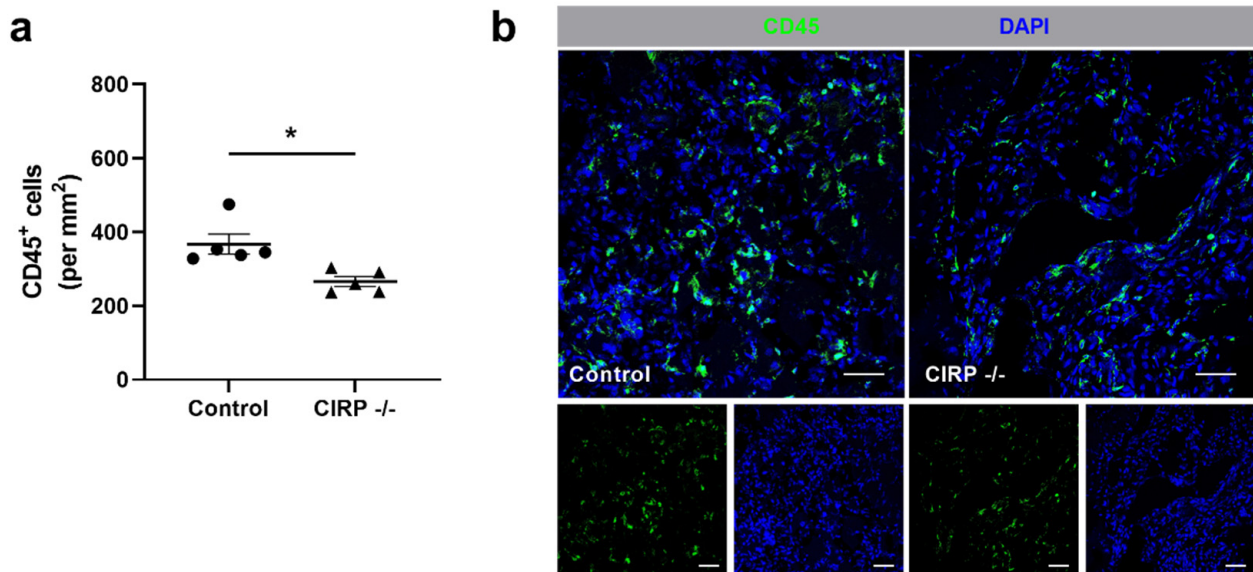 a
800
600
400
200
0
CD45+ cells
(per mm²)
*
Control
CIRP -/-
b
CD45 DAPI
Control
CIRP -/-